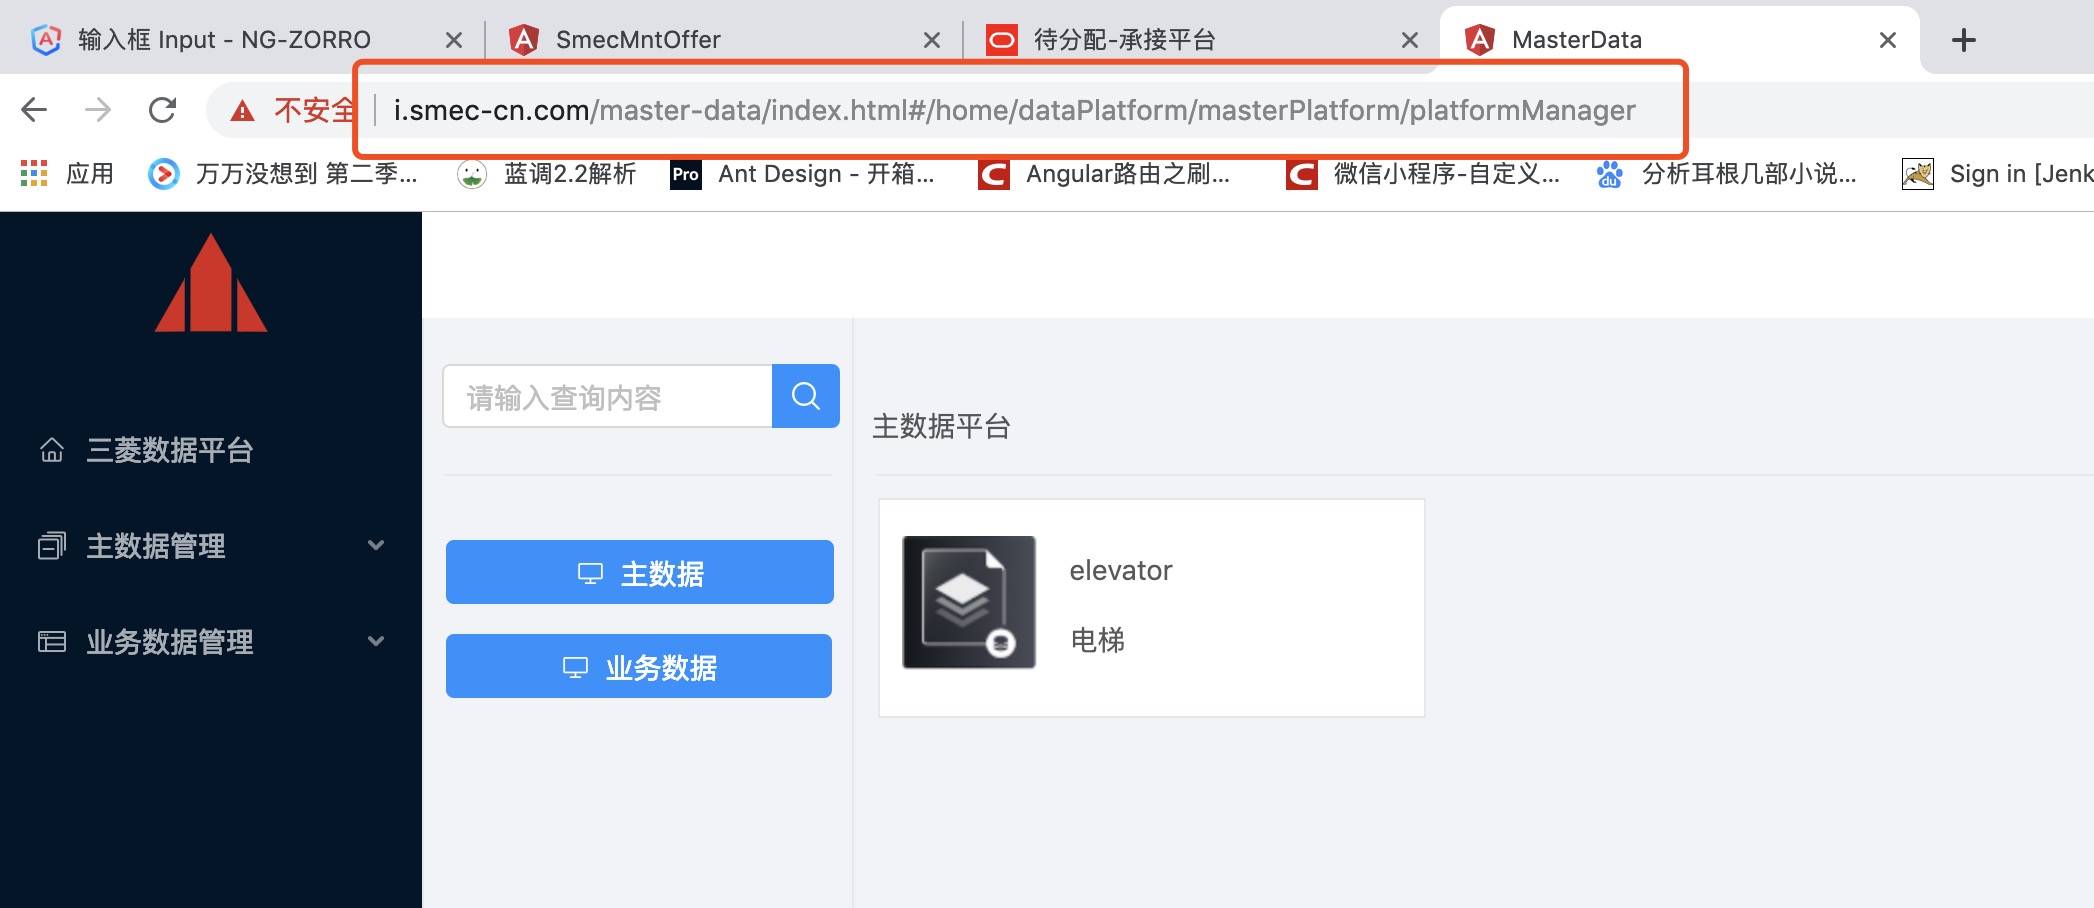 输入框 Input - NG-ZORRO
SmecMntOffer
待分配-承接平台
MasterData
不安全
i.smec-cn.com/master-data/index.html#/home/dataPlatform/masterPlatform/platformManager
应用
万万没想到 第二季...
蓝调2.2解析
Pro
Ant Design - 开箱...
Angular路由之刷...
微信小程序-自定义...
du
分析耳根几部小说...
Sign in [Jenk
三菱数据平台
主数据管理
业务数据管理
请输入查询内容
主数据
业务数据
主数据平台
elevator
电梯